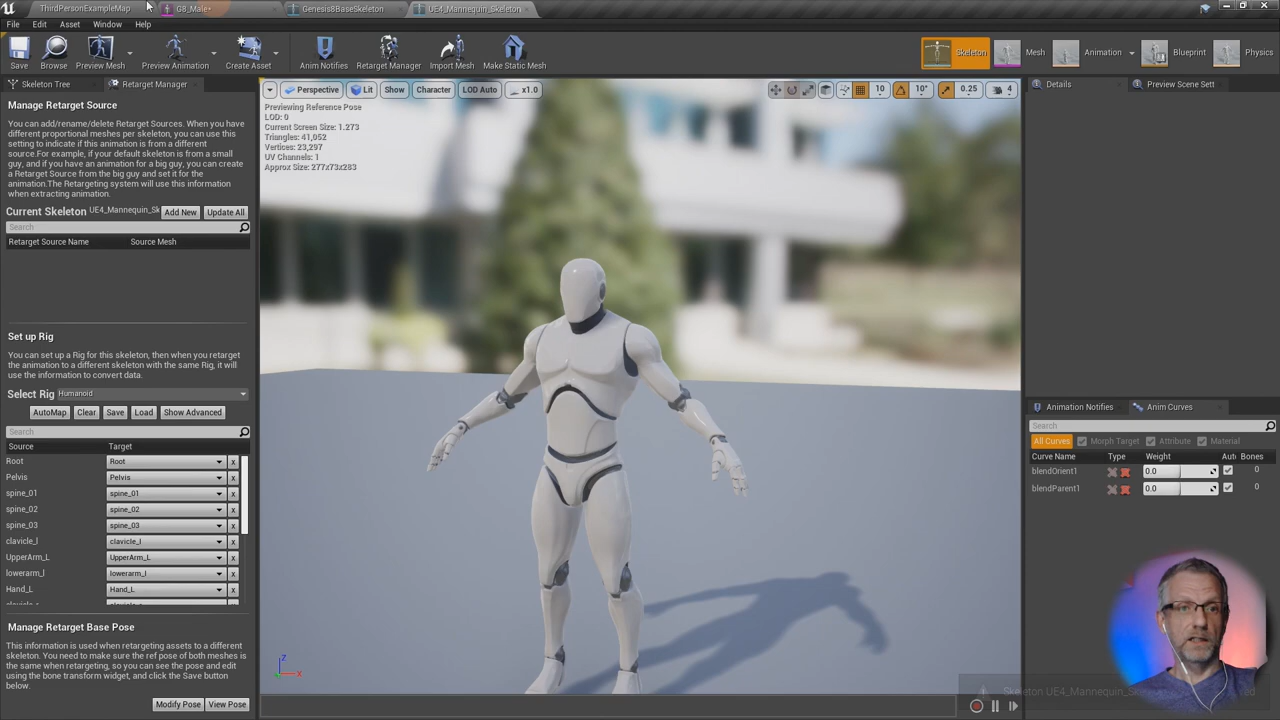 ThirdPersonExampleMap
G8_Male•
Genesis8BaseSkeleton
UE4_Mannequin_Skeleton
File
Edit
Asset
Window
Help
Save
Browse
Preview Mesh
Preview Animation
Create Asset
Anim Notifies
Retarget Manager
Import Mesh
Make Static Mesh
Skeleton
Mesh
Animation
Blueprint
Physics
Skeleton Tree
Retarget Manager
Manage Retarget Source
You can add/rename/delete Retarget Sources. When you have
different proportional meshes per skeleton, you can use this
setting to indicate if this animation is from a different
source.For example, if your default skeleton is from a small
guy, and if you have an animation for a big guy, you can create
a Retarget Source from the big guy and set it for the
animation.The Retargeting system will use this information
when extracting animation.
Current Skeleton UE4_Mannequin_Sk
Add New
Update All
Search
Retarget Source Name
Source Mesh
Set up Rig
You can set up a Rig for this skeleton, then when you retarget
the animation to a different skeleton with the same Rig, it will
use the information to convert data.
Select Rig Humanoid
AutoMap
Clear
Save
Load
Show Advanced
Search
Source Target
Root Root x
Pelvis Pelvis x
spine_01 spine_01 x
spine_02 spine_02 x
spine_03 spine_03 x
clavicle_l clavicle_l x
UpperArm_L UpperArm_L x
lowerarm_l lowerarm_l x
Hand_L Hand_L x
Manage Retarget Base Pose
This information is used when retargeting assets to a different
skeleton. You need to make sure the ref pose of both meshes is
the same when retargeting, so you can see the pose and edit
using the bone transform widget, and click the Save button
below.
Modify Pose
View Pose
Perspective
Lit
Show
Character
LOD Auto
x1.0
10
10°
0.25
4
Previewing Reference Pose
LOD: 0
Current Screen Size: 1.273
Triangles: 41,052
Vertices: 23,297
UV Channels: 1
Approx Size: 277x73x283
Z
X
Details
Preview Scene Sett
Animation Notifies
Anim Curves
Search
All Curves
Morph Target
Attribute
Material
Curve Name Type Weight Aut Bones
blendOrient1 0.0 0
blendParent1 0.0 0
Skeleton UE4_Mannequin_Sk